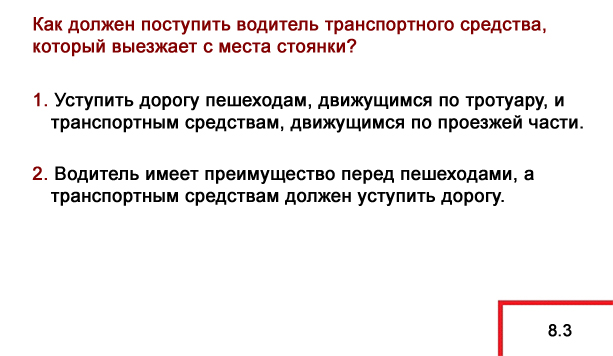 Как должен поступить водитель транспортного средства,
который выезжает с места стоянки?
1. Уступить дорогу пешеходам, движущимся по тротуару, и
транспортным средствам, движущимся по проезжей части.
2. Водитель имеет преимущество перед пешеходами, а
транспортным средствам должен уступить дорогу.
8.3